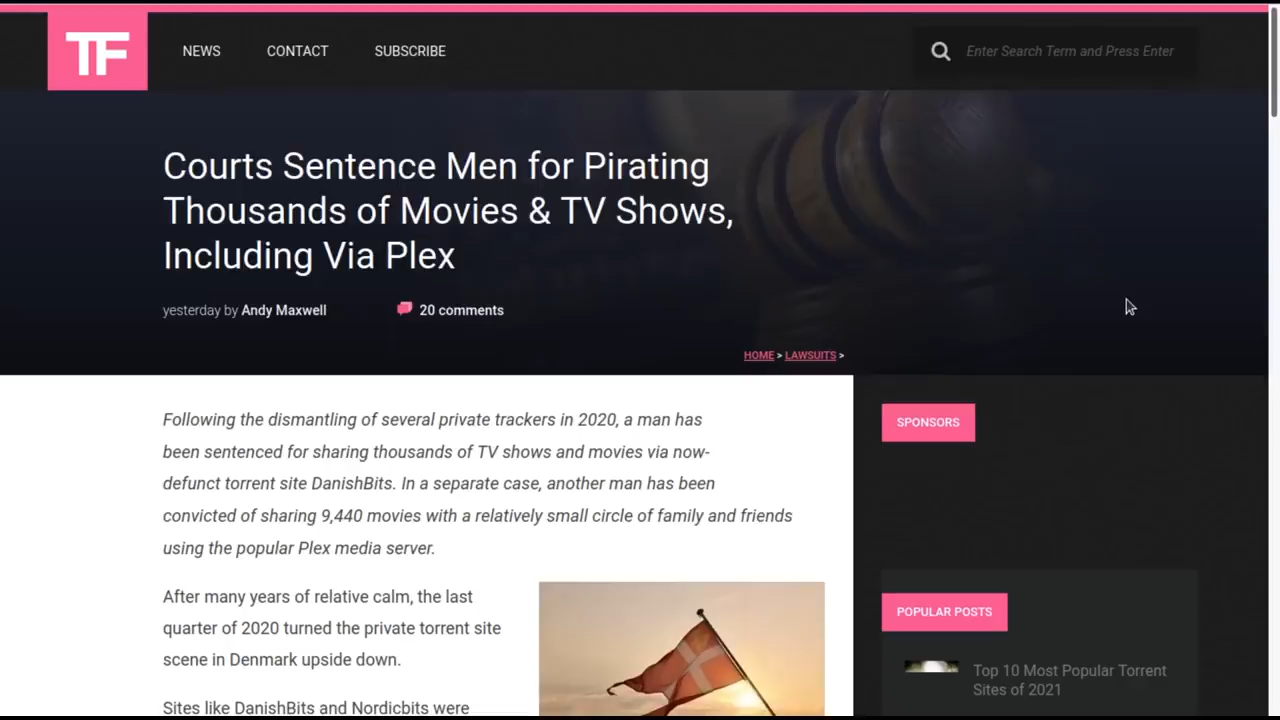 TF
NEWS
CONTACT
SUBSCRIBE
Enter Search Term and Press Enter
Courts Sentence Men for Pirating
Thousands of Movies & TV Shows,
Including Via Plex
yesterday by Andy Maxwell
20 comments
HOME > LAWSUITS >
Following the dismantling of several private trackers in 2020, a man has
been sentenced for sharing thousands of TV shows and movies via now-
defunct torrent site DanishBits. In a separate case, another man has been
convicted of sharing 9,440 movies with a relatively small circle of family and friends
using the popular Plex media server.
After many years of relative calm, the last
quarter of 2020 turned the private torrent site
scene in Denmark upside down.
Sites like DanishBits and Nordicbits were
SPONSORS
POPULAR POSTS
Top 10 Most Popular Torrent
Sites of 2021